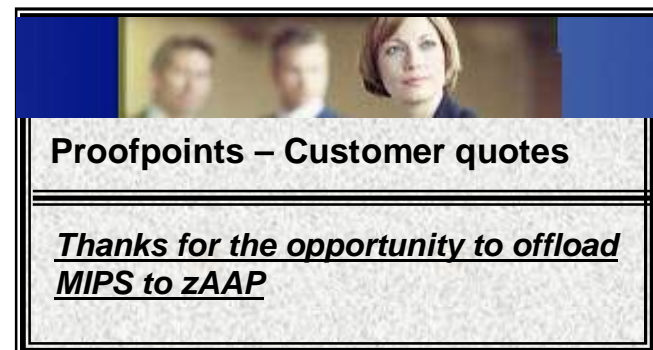 Proofpoints – Customer quotes
Thanks for the opportunity to offload
MIPS to zAAP